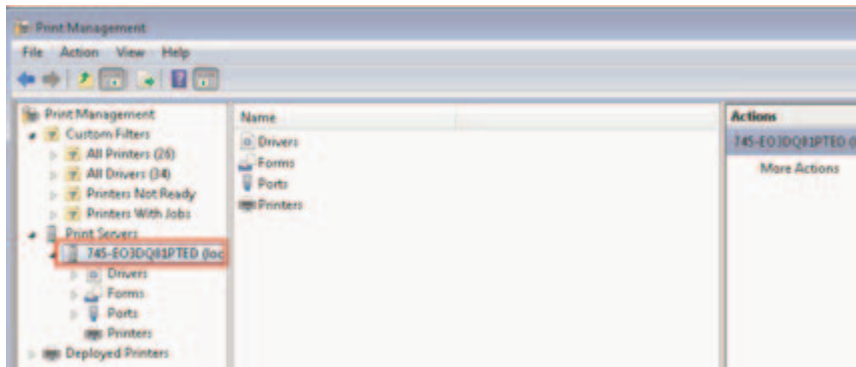 Print Management
File Action View Help
Print Management
Custom Filters
All Printers (26)
All Drivers (34)
Printers Not Ready
Printers With Jobs
Print Servers
745-EO3DQ81PTED (loc
Drivers
Forms
Ports
Printers
Deployed Printers
Name
Drivers
Forms
Ports
Printers
Actions
745-EO3DQ81PTED (l
More Actions